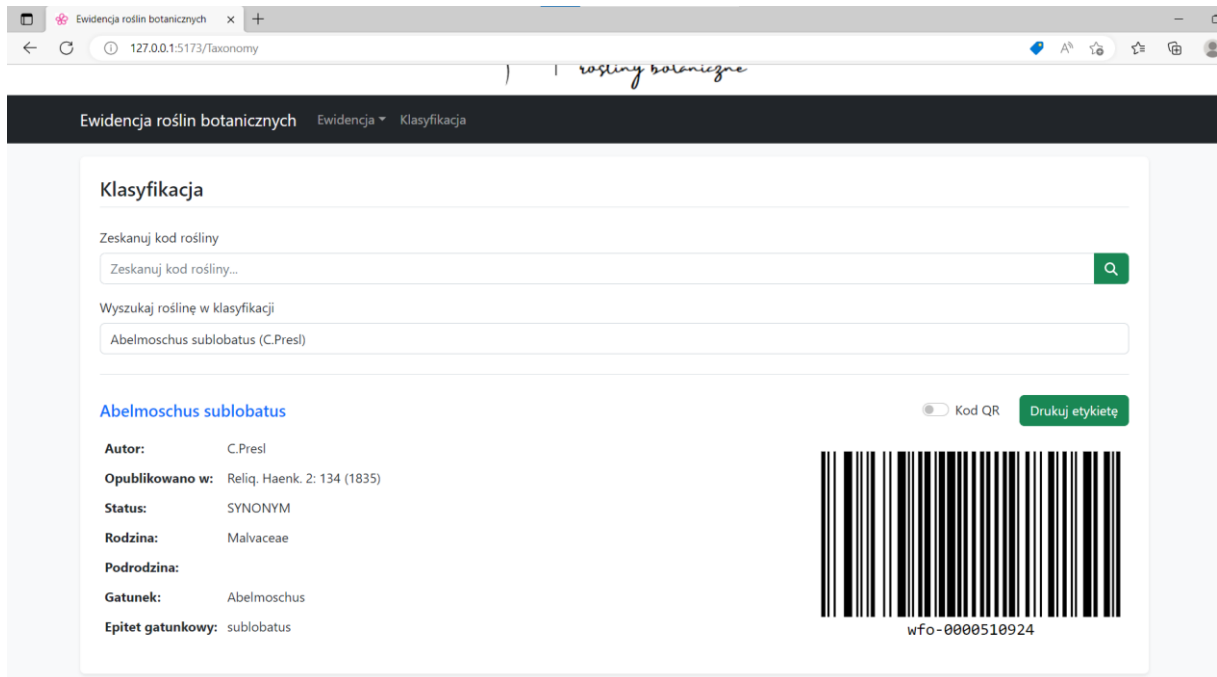 Ewidencja roślin botanicznych
127.0.0.1:5173/Taxonomy
rośliny botaniczne
Ewidencja roślin botanicznych Ewidencja Klasyfikacja
Klasyfikacja
Zeskanuj kod rośliny
Zeskanuj kod rośliny...
Wyszukaj roślinę w klasyfikacji
Abelmoschus sublobatus (C.Presl)
Abelmoschus sublobatus Kod QR Drukuj etykietę
Autor: C.Presl
Opublikowano w: Reliq. Haenk. 2: 134 (1835)
Status: SYNONYM
Rodzina: Malvaceae
Podrodzina:
Gatunek: Abelmoschus
Epitet gatunkowy: sublobatus
wfo-0000510924